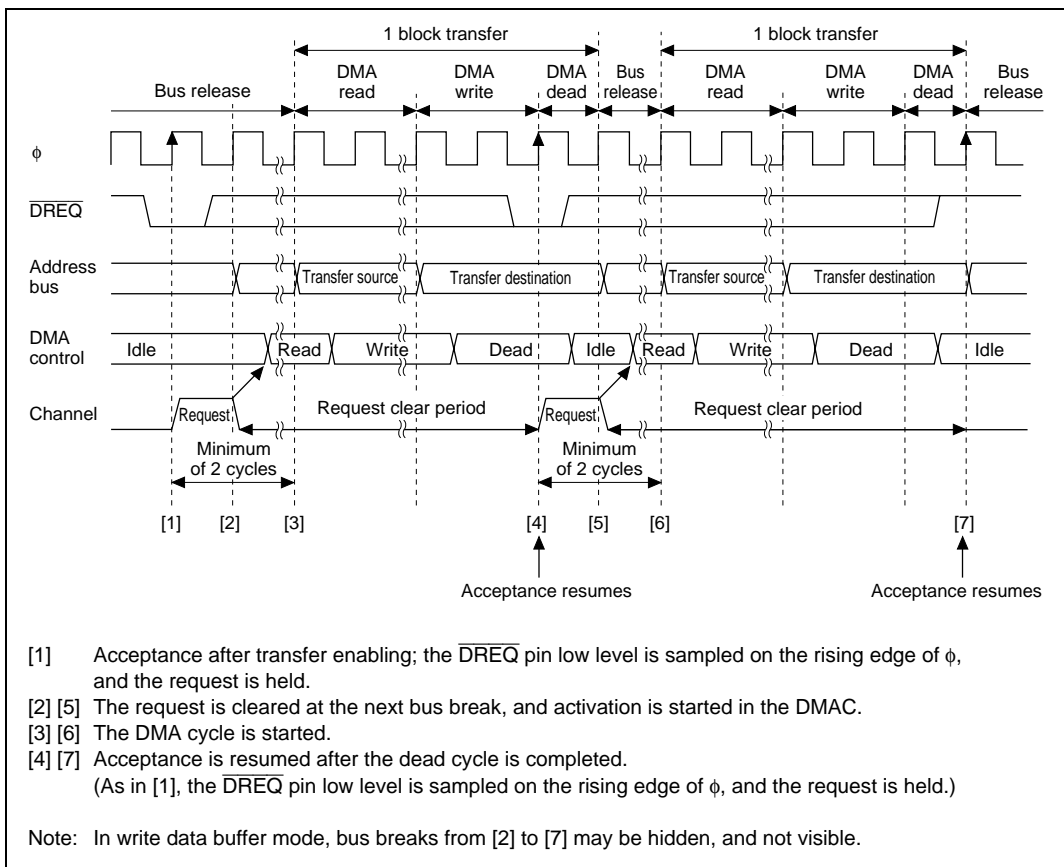 1 block transfer 1 block transfer
Bus release DMA read DMA write DMA dead Bus release DMA read DMA write DMA dead Bus release
φ
DREQ
Address bus
Transfer source Transfer destination Transfer source Transfer destination
DMA control
Idle Read Write Dead Idle Read Write Dead Idle
Channel
Request Request clear period Request Request clear period
Minimum of 2 cycles Minimum of 2 cycles
[1] [2] [3] [4] [5] [6] [7]
Acceptance resumes Acceptance resumes
[1] Acceptance after transfer enabling; the DREQ pin low level is sampled on the rising edge of φ,
and the request is held.
[2] [5] The request is cleared at the next bus break, and activation is started in the DMAC.
[3] [6] The DMA cycle is started.
[4] [7] Acceptance is resumed after the dead cycle is completed.
(As in [1], the DREQ pin low level is sampled on the rising edge of φ, and the request is held.)
Note: In write data buffer mode, bus breaks from [2] to [7] may be hidden, and not visible.